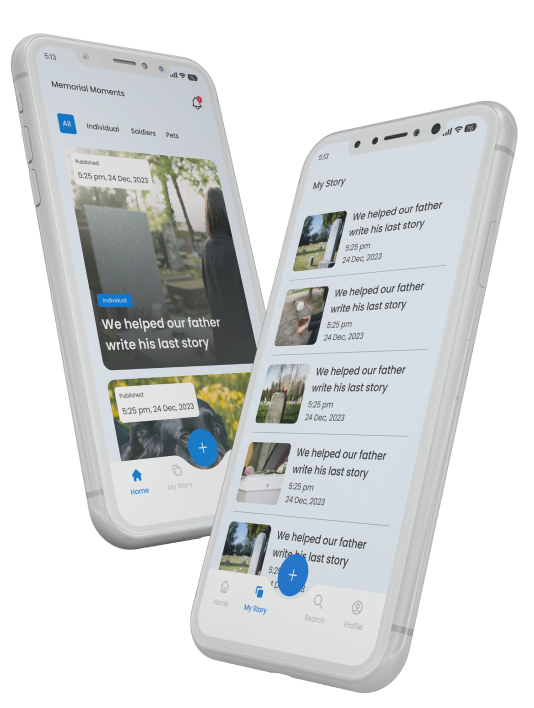 5:13
76
Memorial Moments
All
Individual
Soldiers
Pets
Published
5:25 pm, 24 Dec, 2023
Individual
We helped our father
write his last story
Published
5:25 pm, 24 Dec, 2023
+
Home
My Story
5:13
76
My Story
We helped our father
write his last story
5:25 pm
24 Dec, 2023
We helped our father
write his last story
5:25 pm
24 Dec, 2023
We helped our father
write his last story
5:25 pm
24 Dec, 2023
We helped our father
write his last story
5:25 pm
24 Dec, 2023
We helped our father
write his last story
+
Home
My Story
Search
Profile